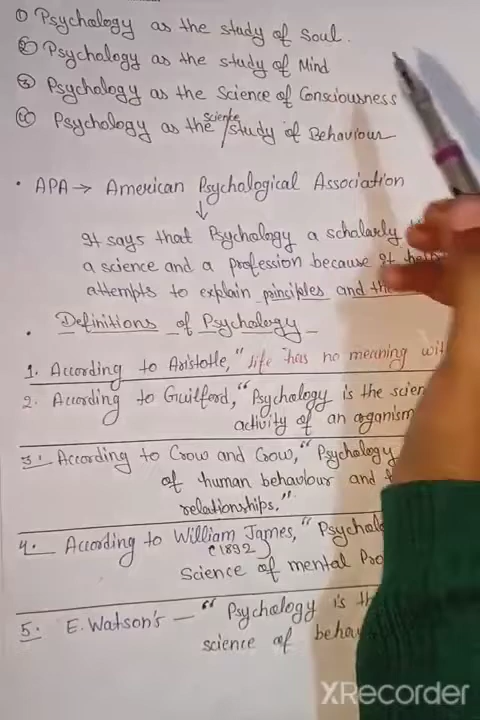 ① Psychology as the study of Soul.
② Psychology as the study of Mind
③ Psychology as the Science of Consciousness
④ Psychology as the science/study of Behaviour
• APA → American Psychological Association
↓
It says that Psychology a scholarly
a science and a profession because it
attempts to explain principles and
• Definitions of Psychology -
1. According to Aristotle, "life has no meaning
2. According to Guilford, "Psychology is the
activity of an organism
3. According to Crow and Crow, "Psychology
of human behaviour and
relationships."
4. According to William James, "
(1892)
Science of mental
5. E. Watson's — "Psychology is
science of
XRecorder